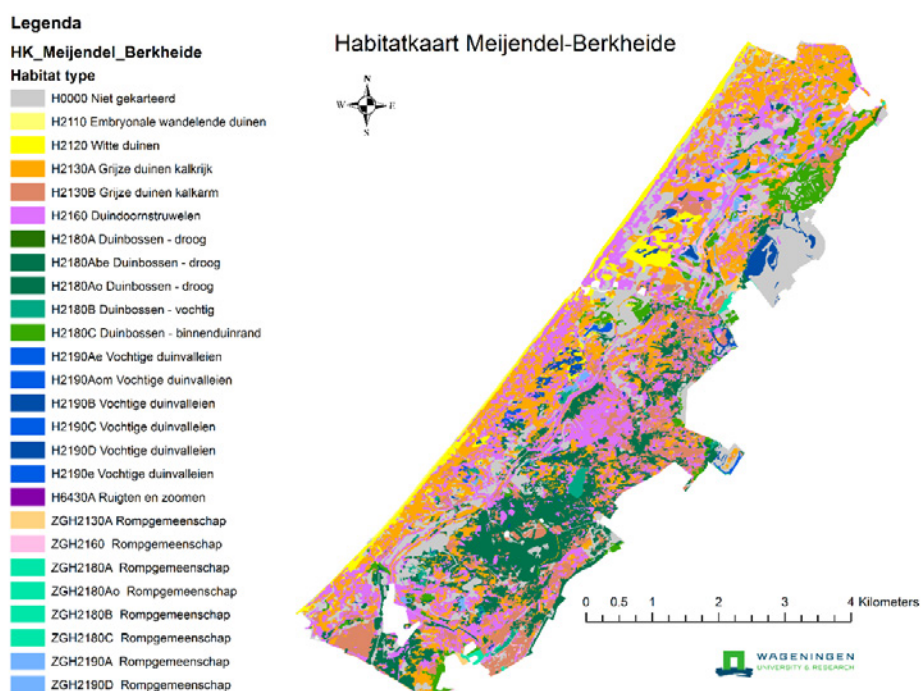 Legenda
HK_Meijendel_Berkheide
Habitat type
H0000 Niet gekarteerd
H2110 Embryonale wandelende duinen
H2120 Witte duinen
H2130A Grijze duinen kalkrijk
H2130B Grijze duinen kalkarm
H2160 Duindoornstruwelen
H2180A Duinbossen - droog
H2180Abe Duinbossen - droog
H2180Ao Duinbossen - droog
H2180B Duinbossen - vochtig
H2180C Duinbossen - binnenduinrand
H2190Ae Vochtige duinvalleien
H2190Aom Vochtige duinvalleien
H2190B Vochtige duinvalleien
H2190C Vochtige duinvalleien
H2190D Vochtige duinvalleien
H2190e Vochtige duinvalleien
H6430A Ruigten en zoomen
ZGH2130A Rompgemeenschap
ZGH2160 Rompgemeenschap
ZGH2180A Rompgemeenschap
ZGH2180Ao Rompgemeenschap
ZGH2180B Rompgemeenschap
ZGH2180C Rompgemeenschap
ZGH2190A Rompgemeenschap
ZGH2190D Rompgemeenschap
Habitatkaart Meijendel-Berkheide
N
W E
S
0 0.5 1 2 3 4 Kilometers
WAGENINGEN
UNIVERSITY & RESEARCH